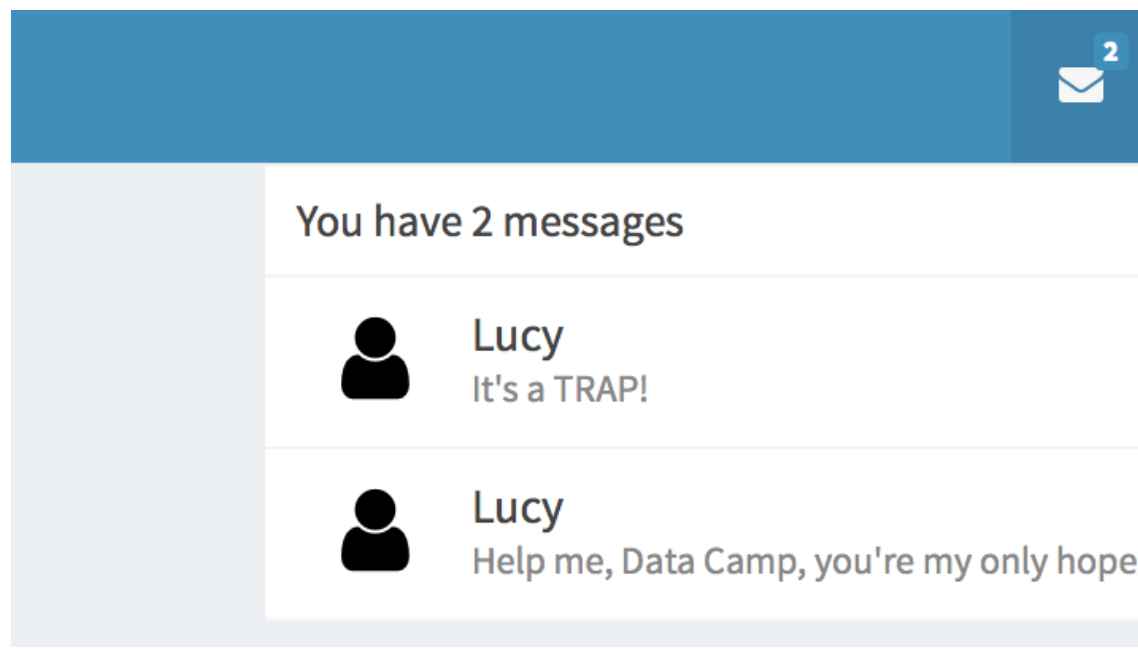 2
You have 2 messages
Lucy
It's a TRAP!
Lucy
Help me, Data Camp, you're my only hope